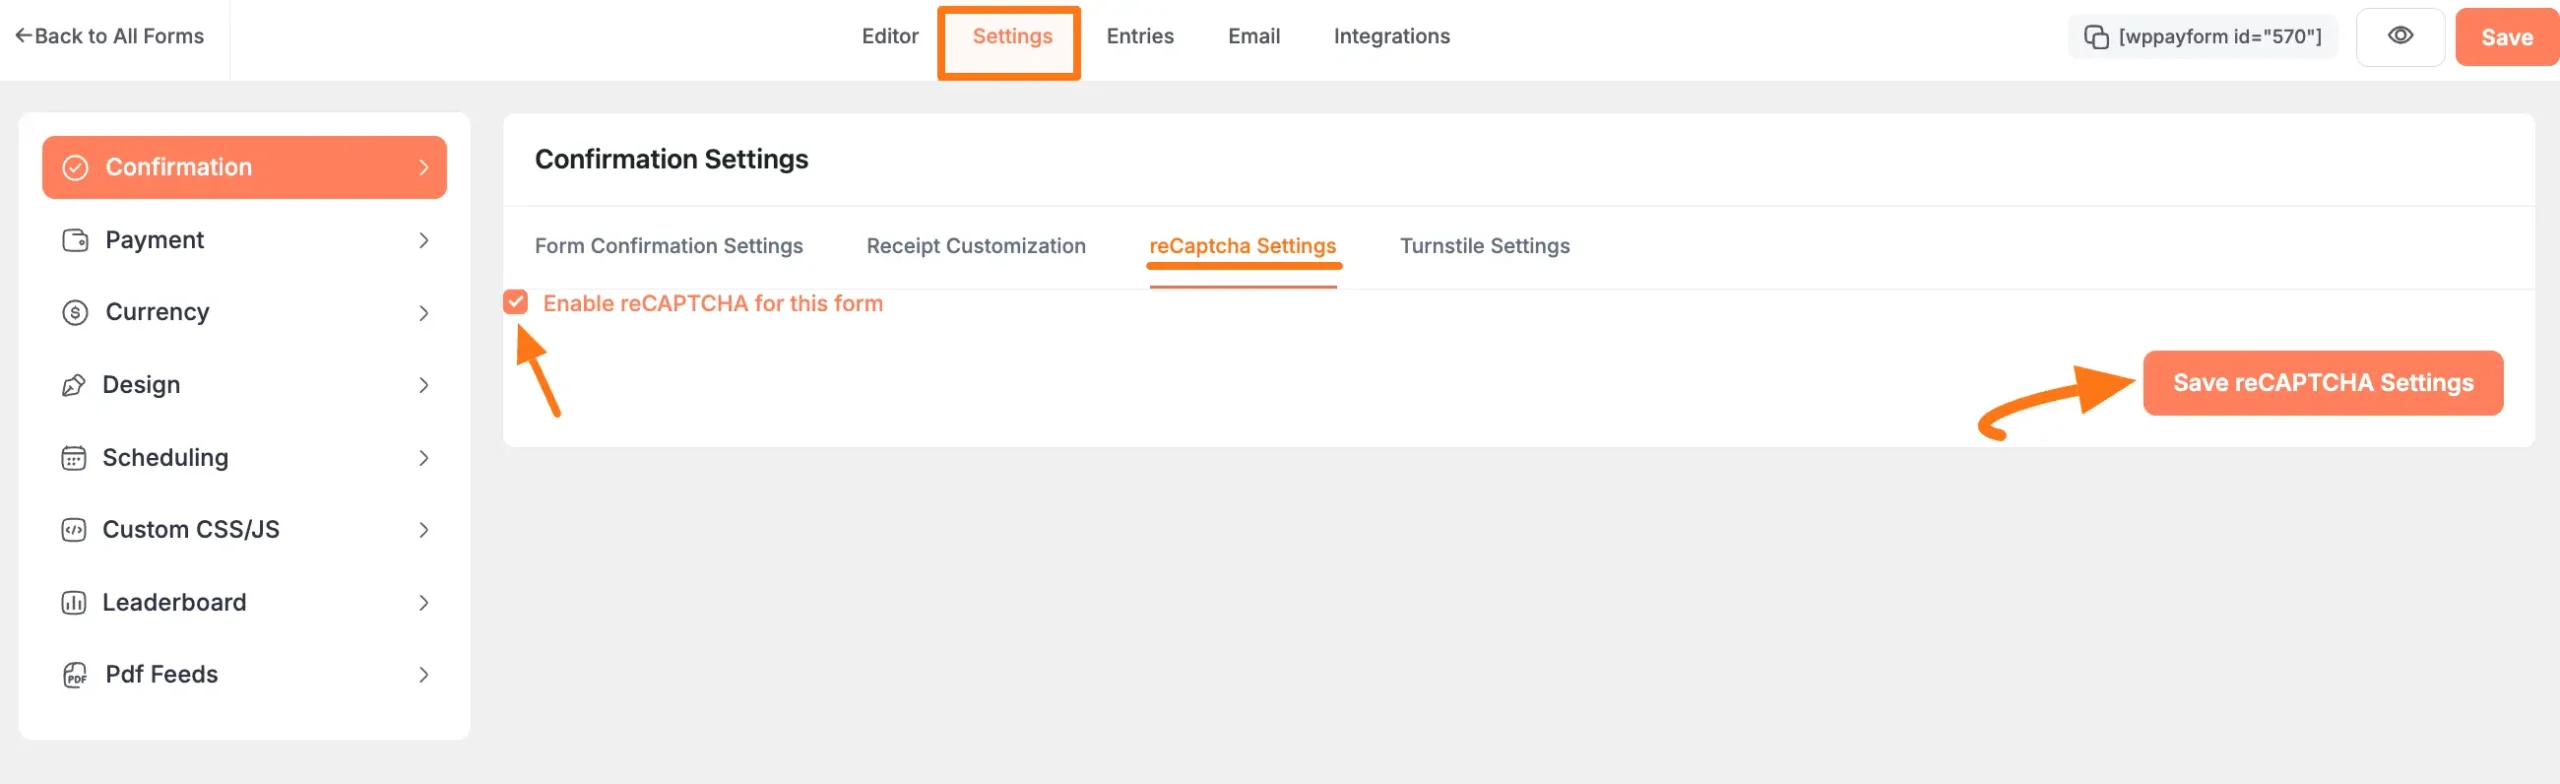 Back to All Forms
Editor
Settings
Entries
Email
Integrations
[wppayform id="570"]
Save
Confirmation
Payment
Currency
Design
Scheduling
Custom CSS/JS
Leaderboard
PDF
Pdf Feeds
Confirmation Settings
Form Confirmation Settings
Receipt Customization
reCaptcha Settings
Turnstile Settings
Enable reCAPTCHA for this form
Save reCAPTCHA Settings